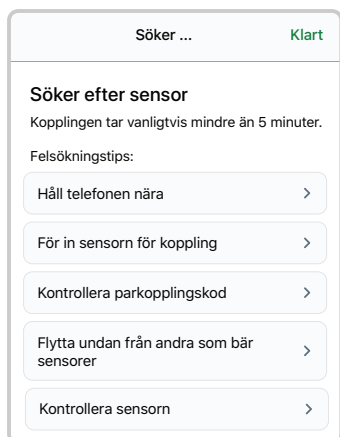 Söker ...
Klart
Söker efter sensor
Kopplingen tar vanligtvis mindre än 5 minuter.
Felsökningstips:
Håll telefonen nära
För in sensorn för koppling
Kontrollera parkopplingskod
Flytta undan från andra som bär
sensorer
Kontrollera sensorn